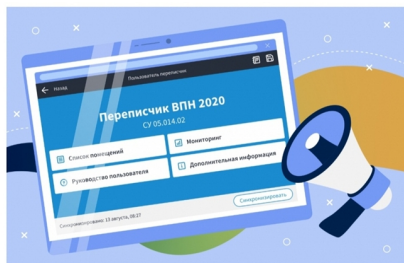 Назад
Пользователь переписчик
Переписчик ВПН 2020
СУ 05.014.02
Список помещений
Мониторинг
Руководство пользователя
Дополнительная информация
Синхронизировано: 13 августа, 08:27
Синхронизировать